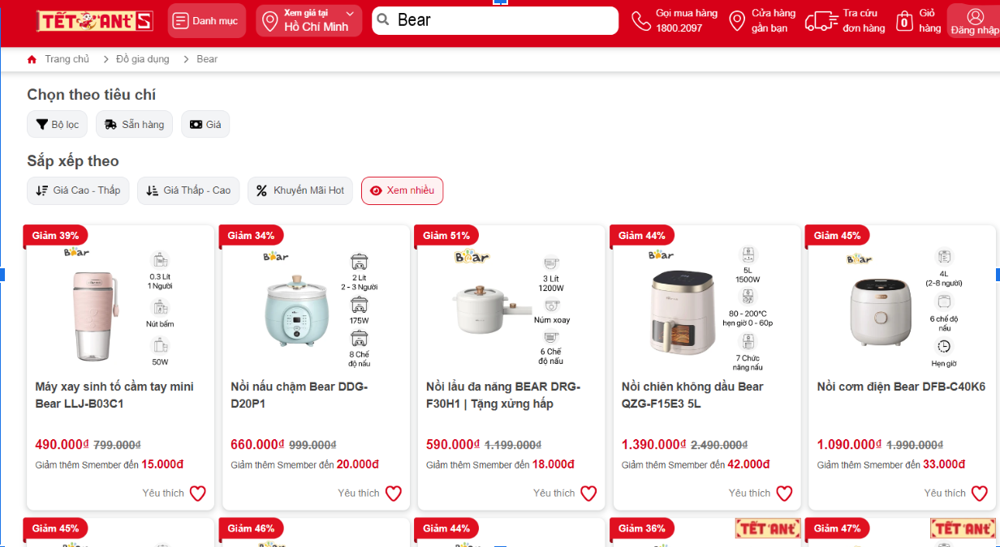 TẾT ANT S
Danh mục
Xem giá tại
Hồ Chí Minh
Bear
Gọi mua hàng
1800.2097
Cửa hàng
gần bạn
Tra cứu
đơn hàng
0
Giỏ
hàng
Đăng nhập
Trang chủ > Đồ gia dụng > Bear
Chọn theo tiêu chí
Bộ lọc
Sẵn hàng
Giá
Sắp xếp theo
Giá Cao - Thấp
Giá Thấp - Cao
Khuyến Mãi Hot
Xem nhiều
Giảm 39%
Bear
0.3 Lít
1 Người
Nút bấm
50W
Máy xay sinh tố cầm tay mini
Bear LLJ-B03C1
490.000đ 799.000đ
Giảm thêm Smember đến 15.000đ
Yêu thích
Giảm 34%
Bear
2 Lít
2 - 3 Người
175W
8 Chế
độ nấu
Nồi nấu chậm Bear DDG-
D20P1
660.000đ 999.000đ
Giảm thêm Smember đến 20.000đ
Yêu thích
Giảm 51%
Bear
3 Lít
1200W
Núm xoay
6 Chế
độ nấu
Nồi lẩu đa năng BEAR DRG-
F30H1 | Tặng xửng hấp
590.000đ 1.199.000đ
Giảm thêm Smember đến 18.000đ
Yêu thích
Giảm 44%
Bear
5L
1500W
80 - 200°C
hẹn giờ 0 - 60p
7 Chức
năng nấu
Nồi chiên không dầu Bear
QZG-F15E3 5L
1.390.000đ 2.490.000đ
Giảm thêm Smember đến 42.000đ
Yêu thích
Giảm 45%
Bear
4L
(2-8 người)
6 chế độ
nấu
Hẹn giờ
Nồi cơm điện Bear DFB-C40K6
1.090.000đ 1.990.000đ
Giảm thêm Smember đến 33.000đ
Yêu thích
Giảm 45%
Giảm 46%
Giảm 44%
Giảm 36%
TẾT ANT
Giảm 47%
TẾT ANT